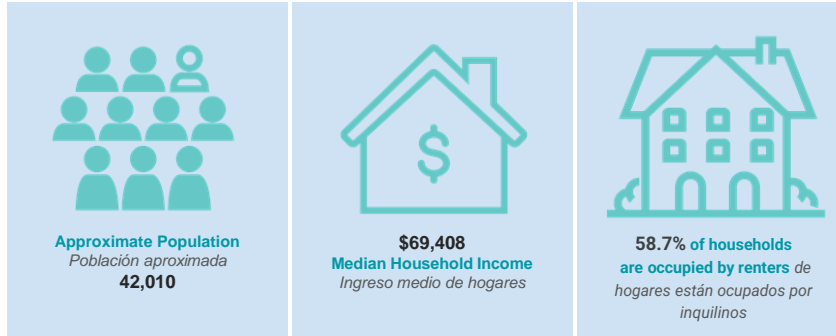 Approximate Population
Población aproximada
42,010
$69,408
Median Household Income
Ingreso medio de hogares
58.7% of households
are occupied by renters de
hogares están ocupados por
inquilinos